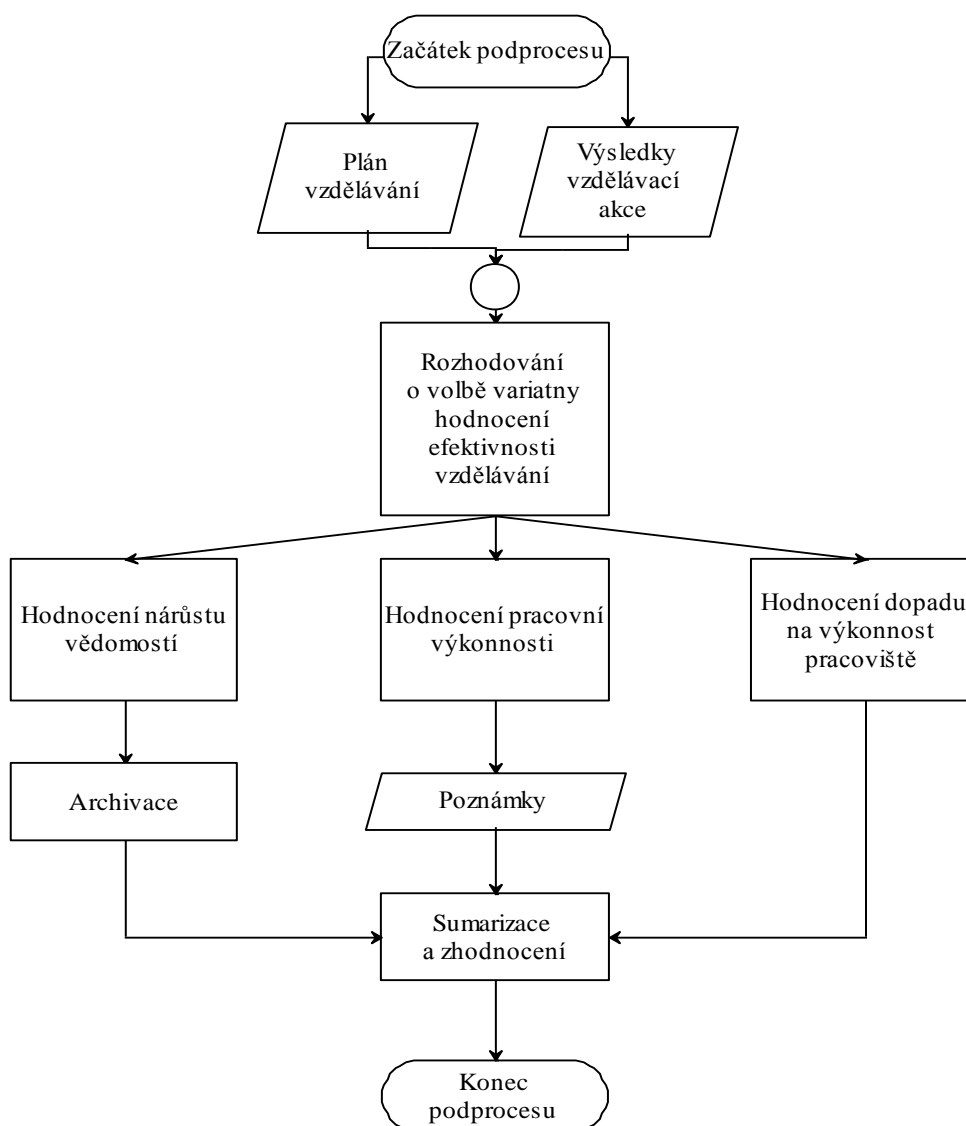 Začátek podprocesu
Plán
vzdělávání
Výsledky
vzdělávací
akce
Rozhodování
o volbě variatny
hodnocení
efektivnosti
vzdělávání
Hodnocení nárůstu
vědomostí
Hodnocení pracovní
výkonnosti
Hodnocení dopadu
na výkonnost
pracoviště
Archivace
Poznámky
Sumarizace
a zhodnocení
Konec
podprocesu